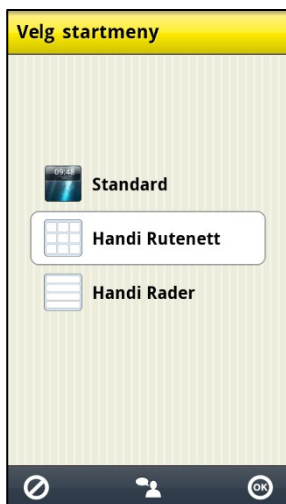 Velg startmeny
09:48
Standard
Handi Rutenett
Handi Rader
OK